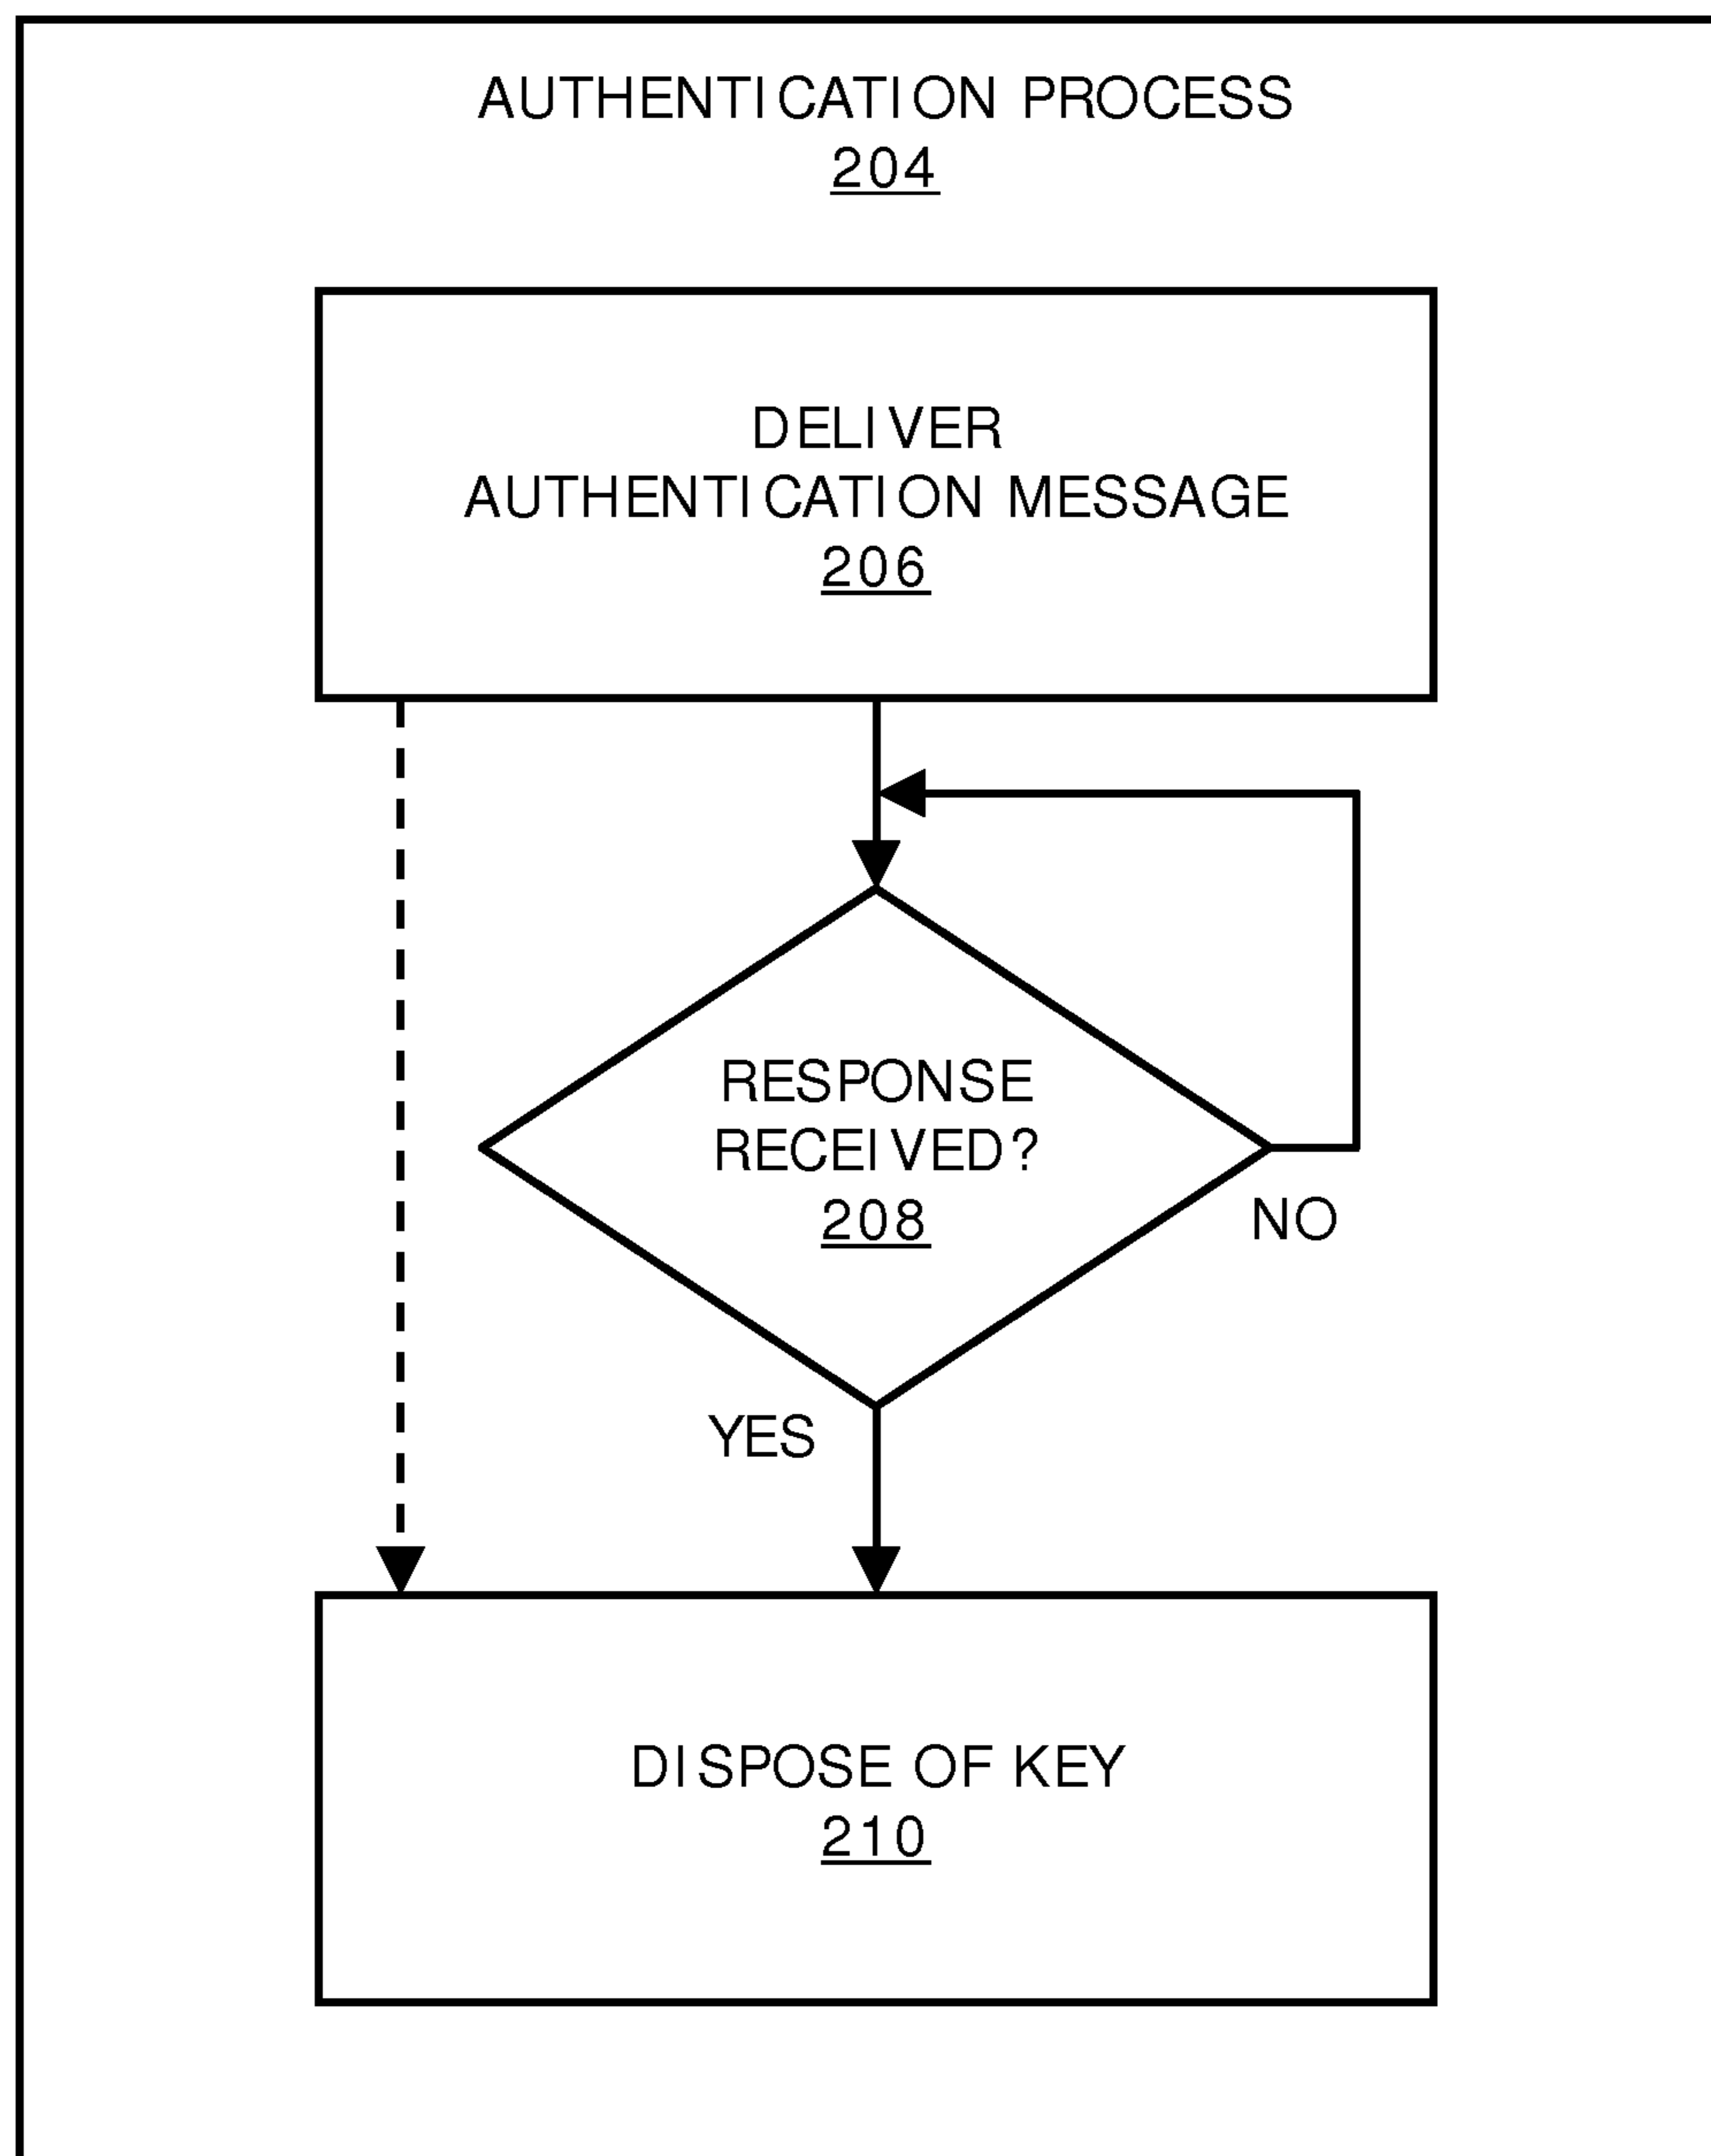 AUTHENTICATION PROCESS
204
DELIVER
AUTHENTICATION MESSAGE
206
RESPONSE
RECEIVED?
208
NO
YES
DISPOSE OF KEY
210